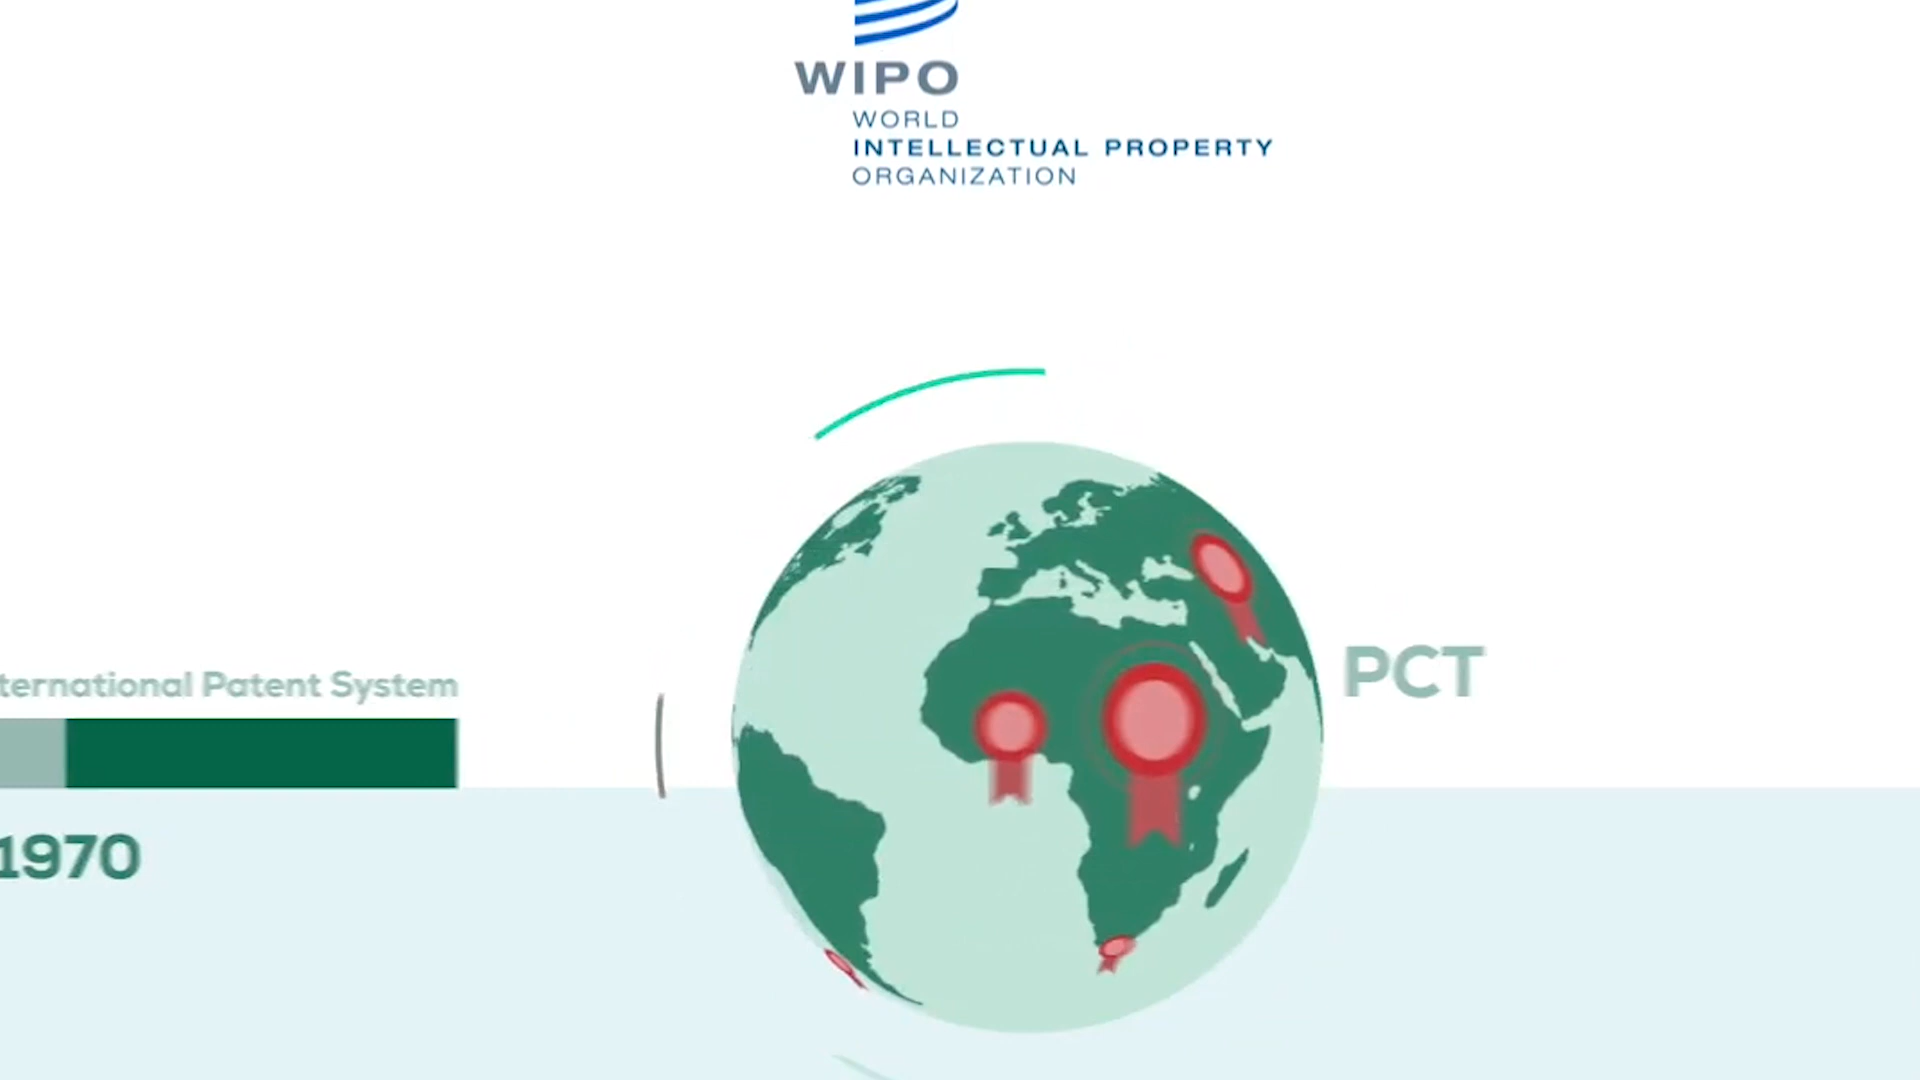 WIPO
WORLD
INTELLECTUAL PROPERTY
ORGANIZATION
ternational Patent System
PCT
1970